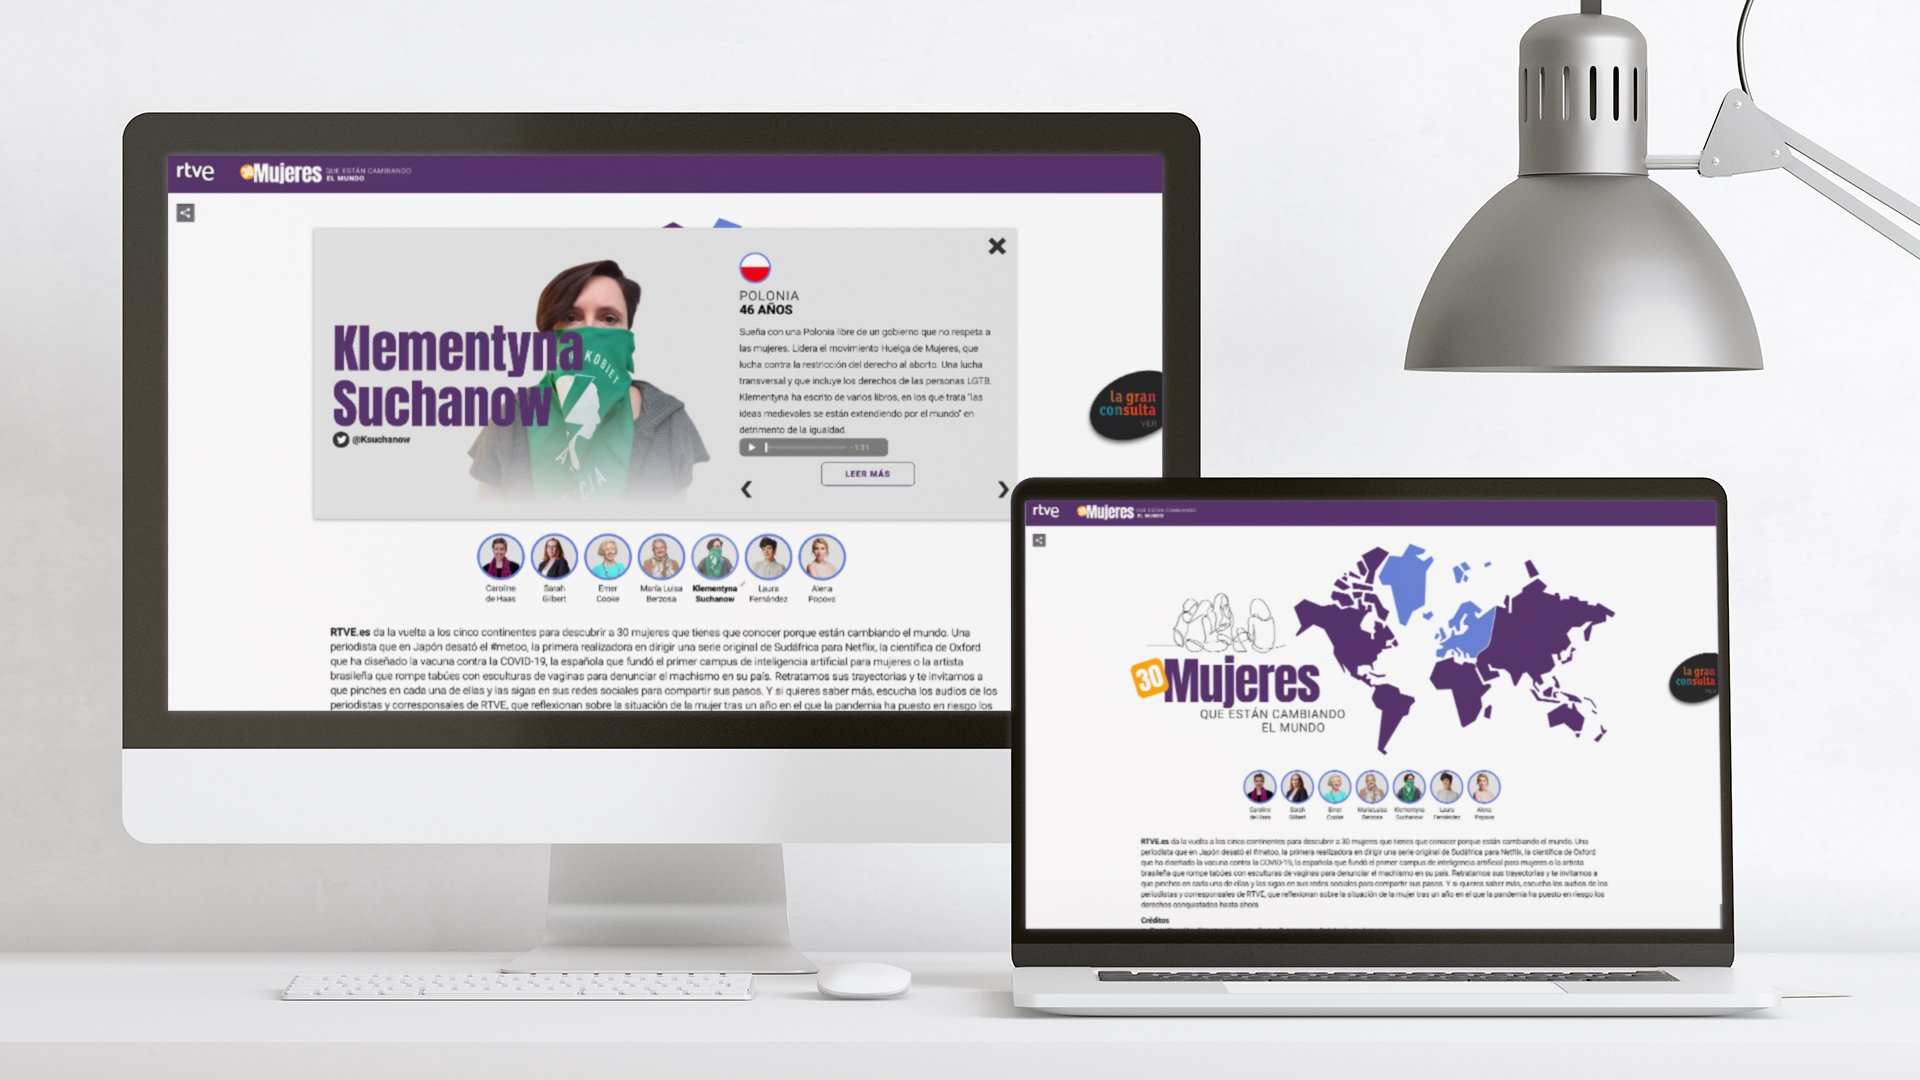 rtve
30 Mujeres QUE ESTÁN CAMBIANDO
EL MUNDO
Klementyna
Suchanow
@Ksuchanow
KOBIET
POLONIA
46 AÑOS
Sueña con una Polonia libre de un gobierno que no respeta a
las mujeres. Lidera el movimiento Huelga de Mujeres, que
lucha contra la restricción del derecho al aborto. Una lucha
transversal y que incluye los derechos de las personas LGTB.
Klementyna ha escrito de varios libros, en los que trata "las
ideas medievales se están extendiendo por el mundo" en
detrimento de la igualdad.
-1:31
LEER MÁS
la gran
consulta
VER
Caroline
de Haas
Sarah
Gilbert
Emer
Cooke
María Luisa
Berzosa
Klementyna
Suchanow
Laura
Fernández
Alena
Popova
RTVE.es da la vuelta a los cinco continentes para descubrir a 30 mujeres que tienes que conocer porque están cambiando el mundo. Una
periodista que en Japón desató el #metoo, la primera realizadora en dirigir una serie original de Sudáfrica para Netflix, la científica de Oxford
que ha diseñado la vacuna contra la COVID-19, la española que fundó el primer campus de inteligencia artificial para mujeres o la artista
brasileña que rompe tabúes con esculturas de vaginas para denunciar el machismo en su país. Retratamos sus trayectorias y te invitamos a
que pinches en cada una de ellas y las sigas en sus redes sociales para compartir sus pasos. Y si quieres saber más, escucha los audios de los
periodistas y corresponsales de RTVE, que reflexionan sobre la situación de la mujer tras un año en el que la pandemia ha puesto en riesgo los
rtve
30 Mujeres QUE ESTÁN CAMBIANDO
EL MUNDO
30 Mujeres
QUE ESTÁN CAMBIANDO
EL MUNDO
la gran
consulta
VER
Caroline
de Haas
Sarah
Gilbert
Emer
Cooke
María Luisa
Berzosa
Klementyna
Suchanow
Laura
Fernández
Alena
Popova
RTVE.es da la vuelta a los cinco continentes para descubrir a 30 mujeres que tienes que conocer porque están cambiando el mundo. Una
periodista que en Japón desató el #metoo, la primera realizadora en dirigir una serie original de Sudáfrica para Netflix, la científica de Oxford
que ha diseñado la vacuna contra la COVID-19, la española que fundó el primer campus de inteligencia artificial para mujeres o la artista
brasileña que rompe tabúes con esculturas de vaginas para denunciar el machismo en su país. Retratamos sus trayectorias y te invitamos a
que pinches en cada una de ellas y las sigas en sus redes sociales para compartir sus pasos. Y si quieres saber más, escucha los audios de los
periodistas y corresponsales de RTVE, que reflexionan sobre la situación de la mujer tras un año en el que la pandemia ha puesto en riesgo los
derechos conquistados hasta ahora
Créditos